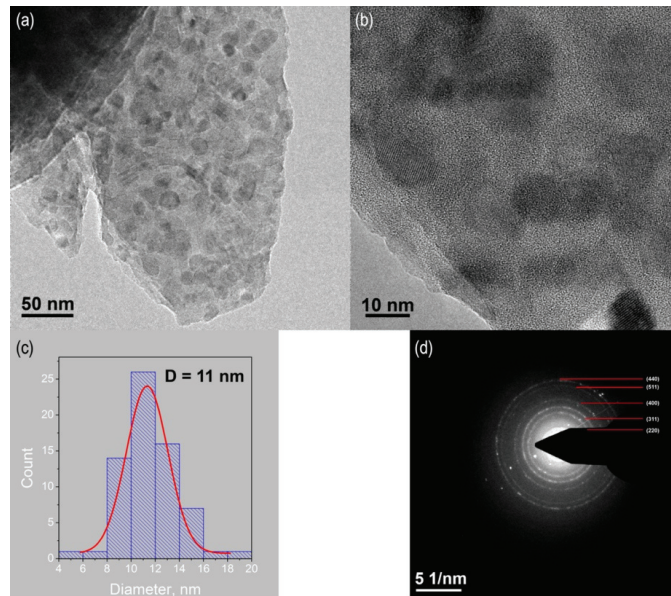 (a)
50 nm
(b)
10 nm
(c)
D = 11 nm
25
20
15
10
5
0
Count
4 6 8 10 12 14 16 18 20
Diameter, nm
(d)
(440)
(511)
(400)
(311)
(220)
5 1/nm